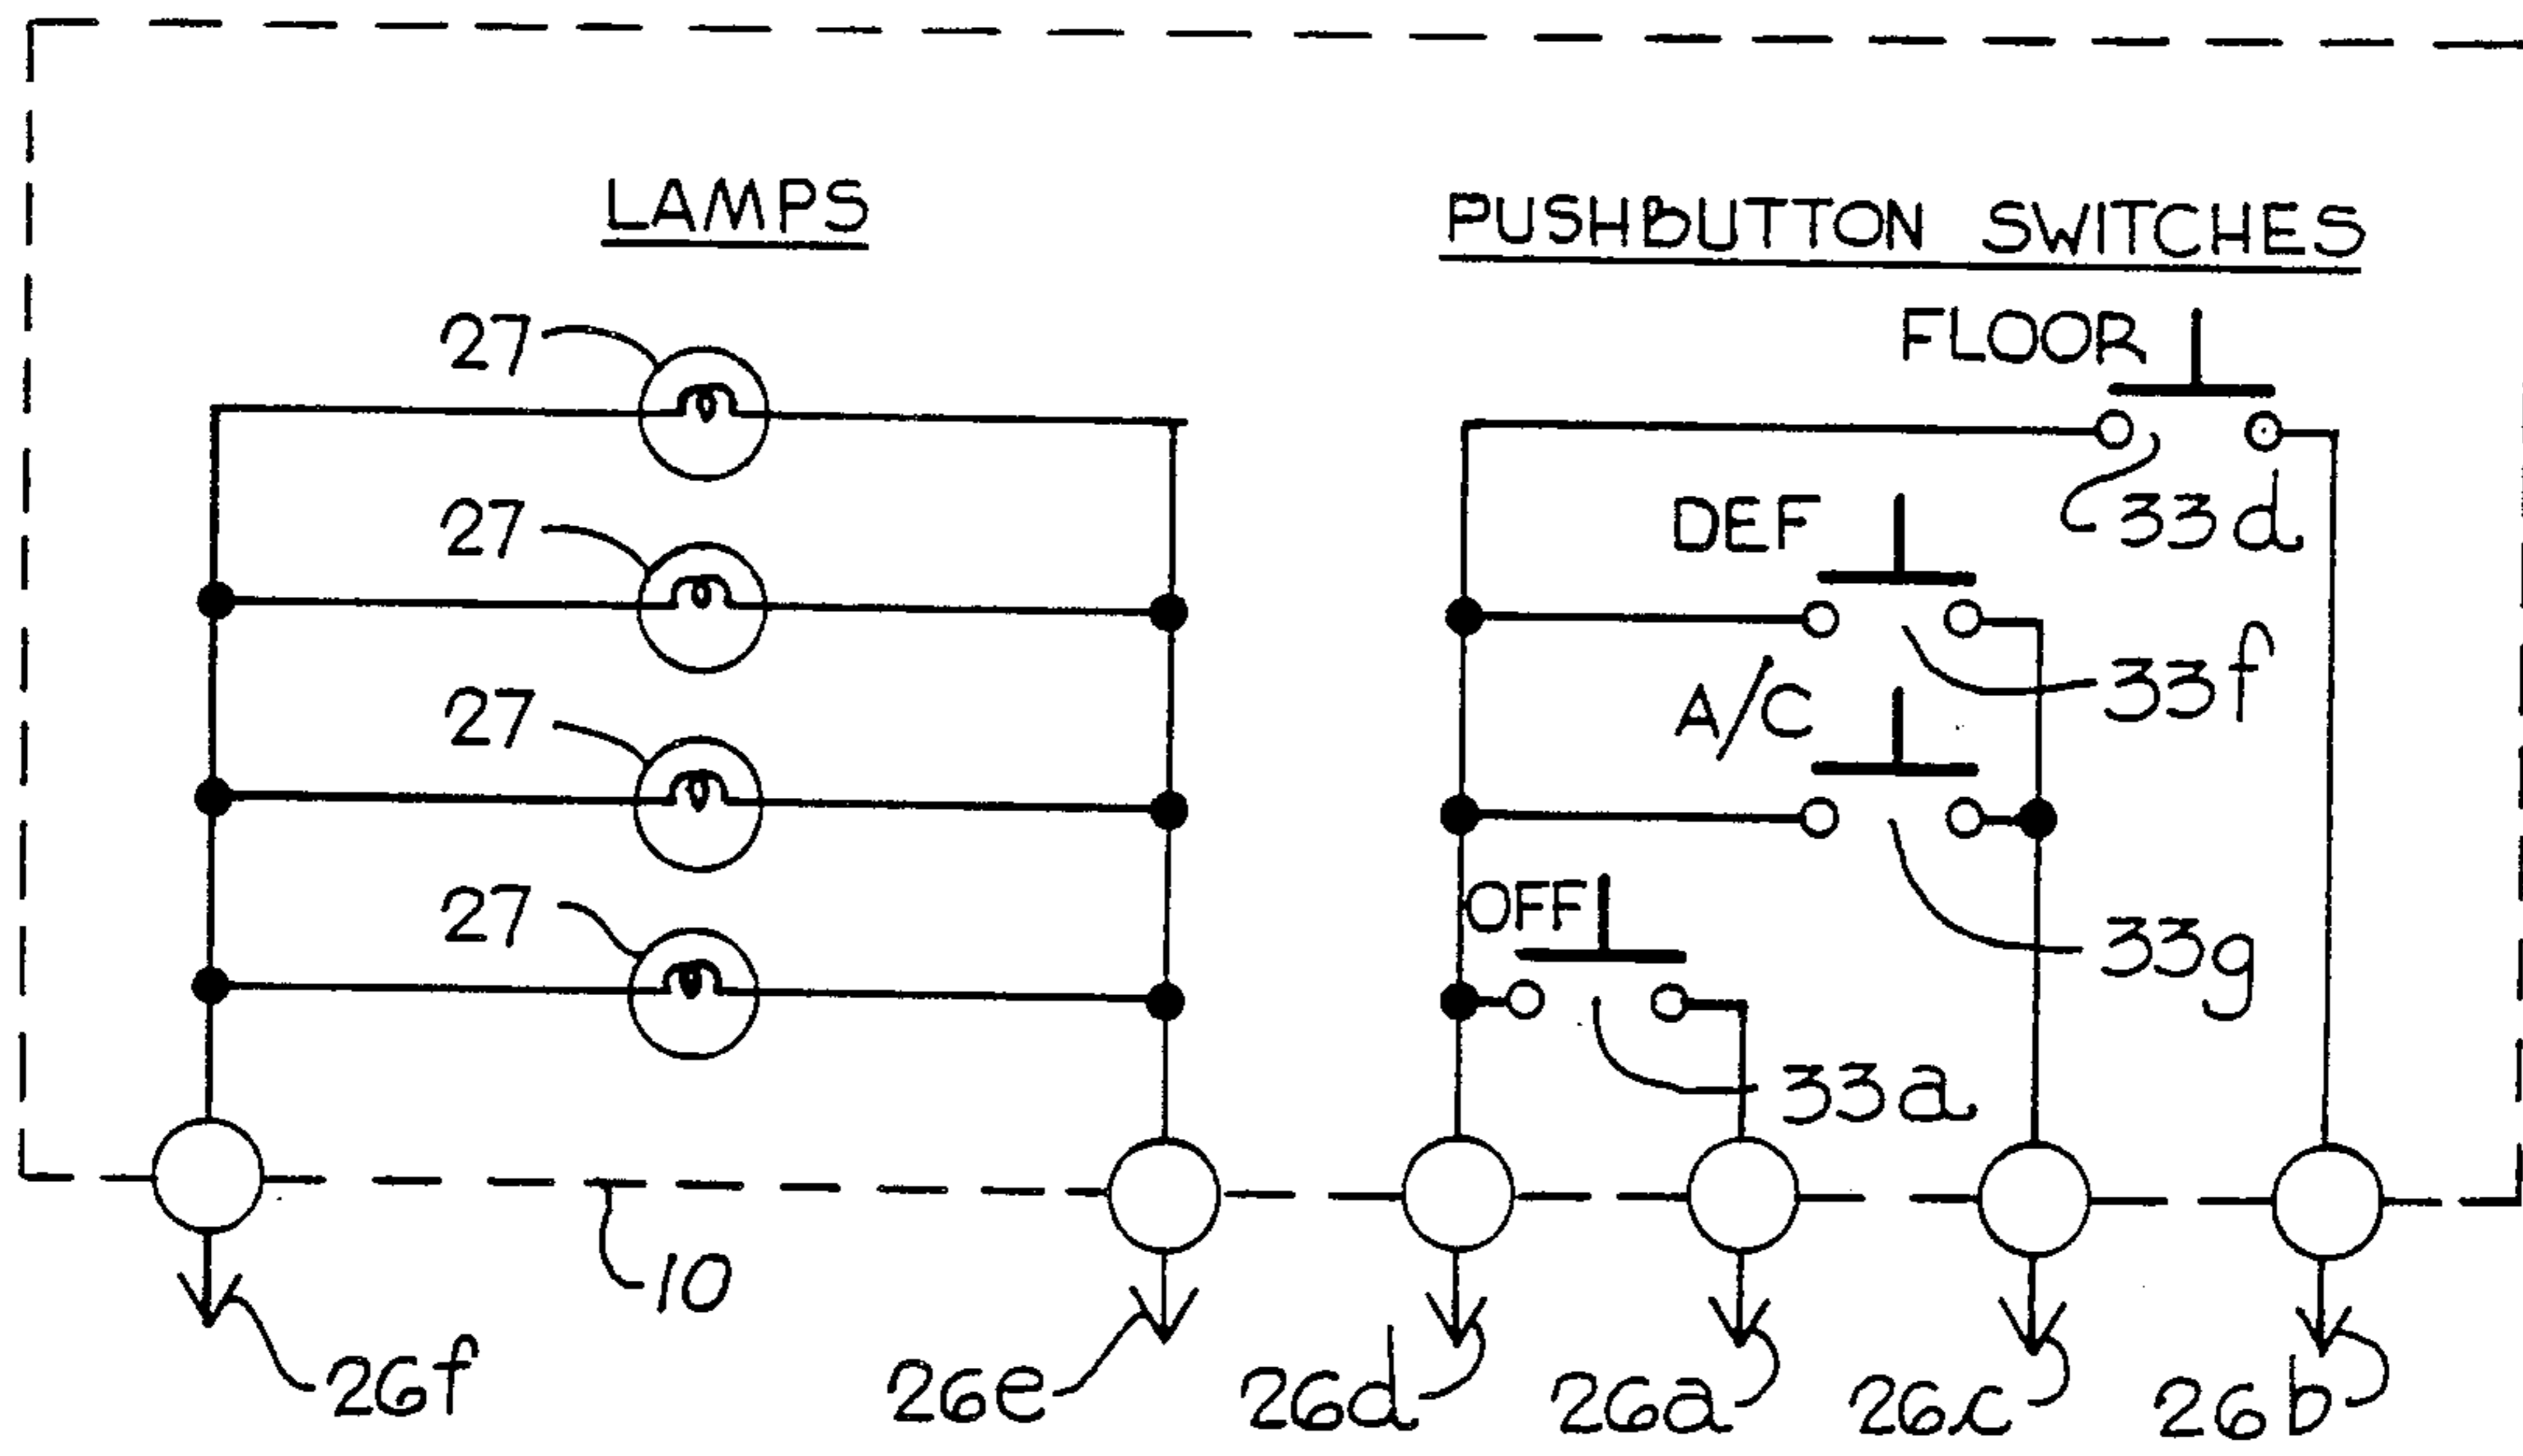 LAMPS
PUSHBUTTON SWITCHES
27
FLOOR
27
DEF
33d
27
A/C
33f
27
OFF
33g
33a
10
26f
26e
26d
26a
26c
26b